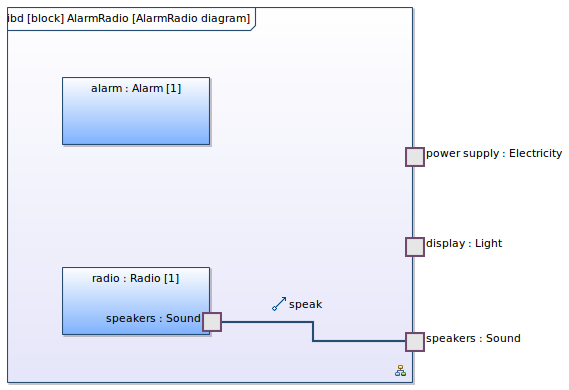 ibd [block] AlarmRadio [AlarmRadio diagram]
alarm : Alarm [1]
power supply : Electricity
display : Light
radio : Radio [1]
speakers : Sound
speak
speakers : Sound